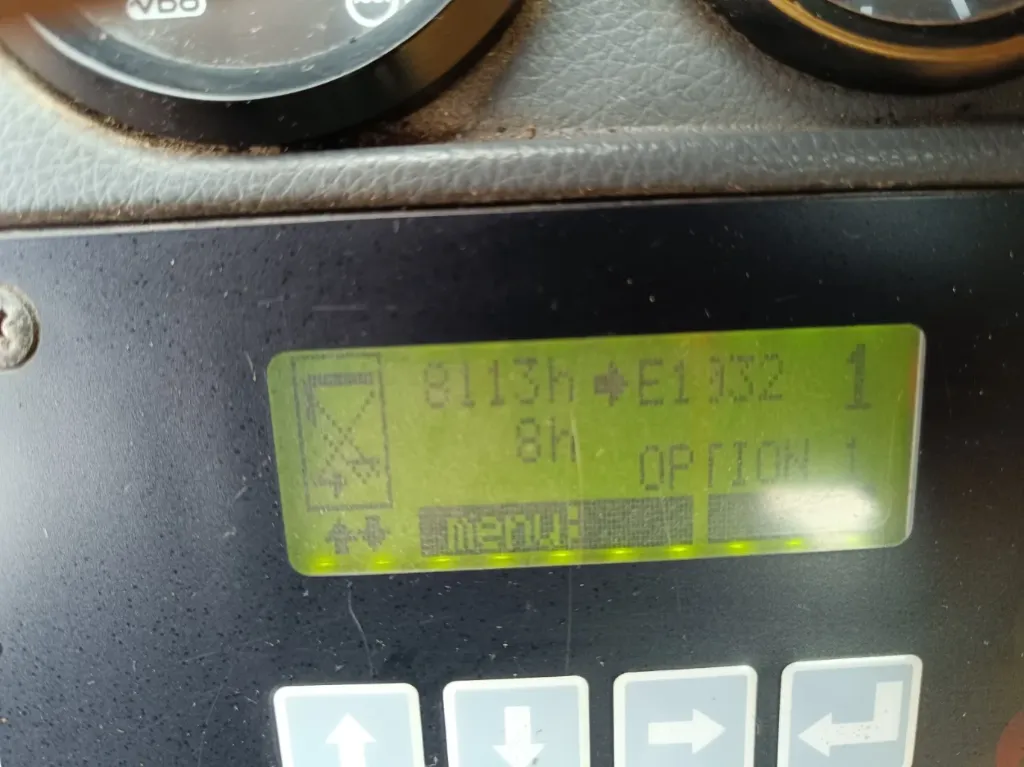 VDO
8113h ➡ E1032 1
8h
OPTION 1
menu: